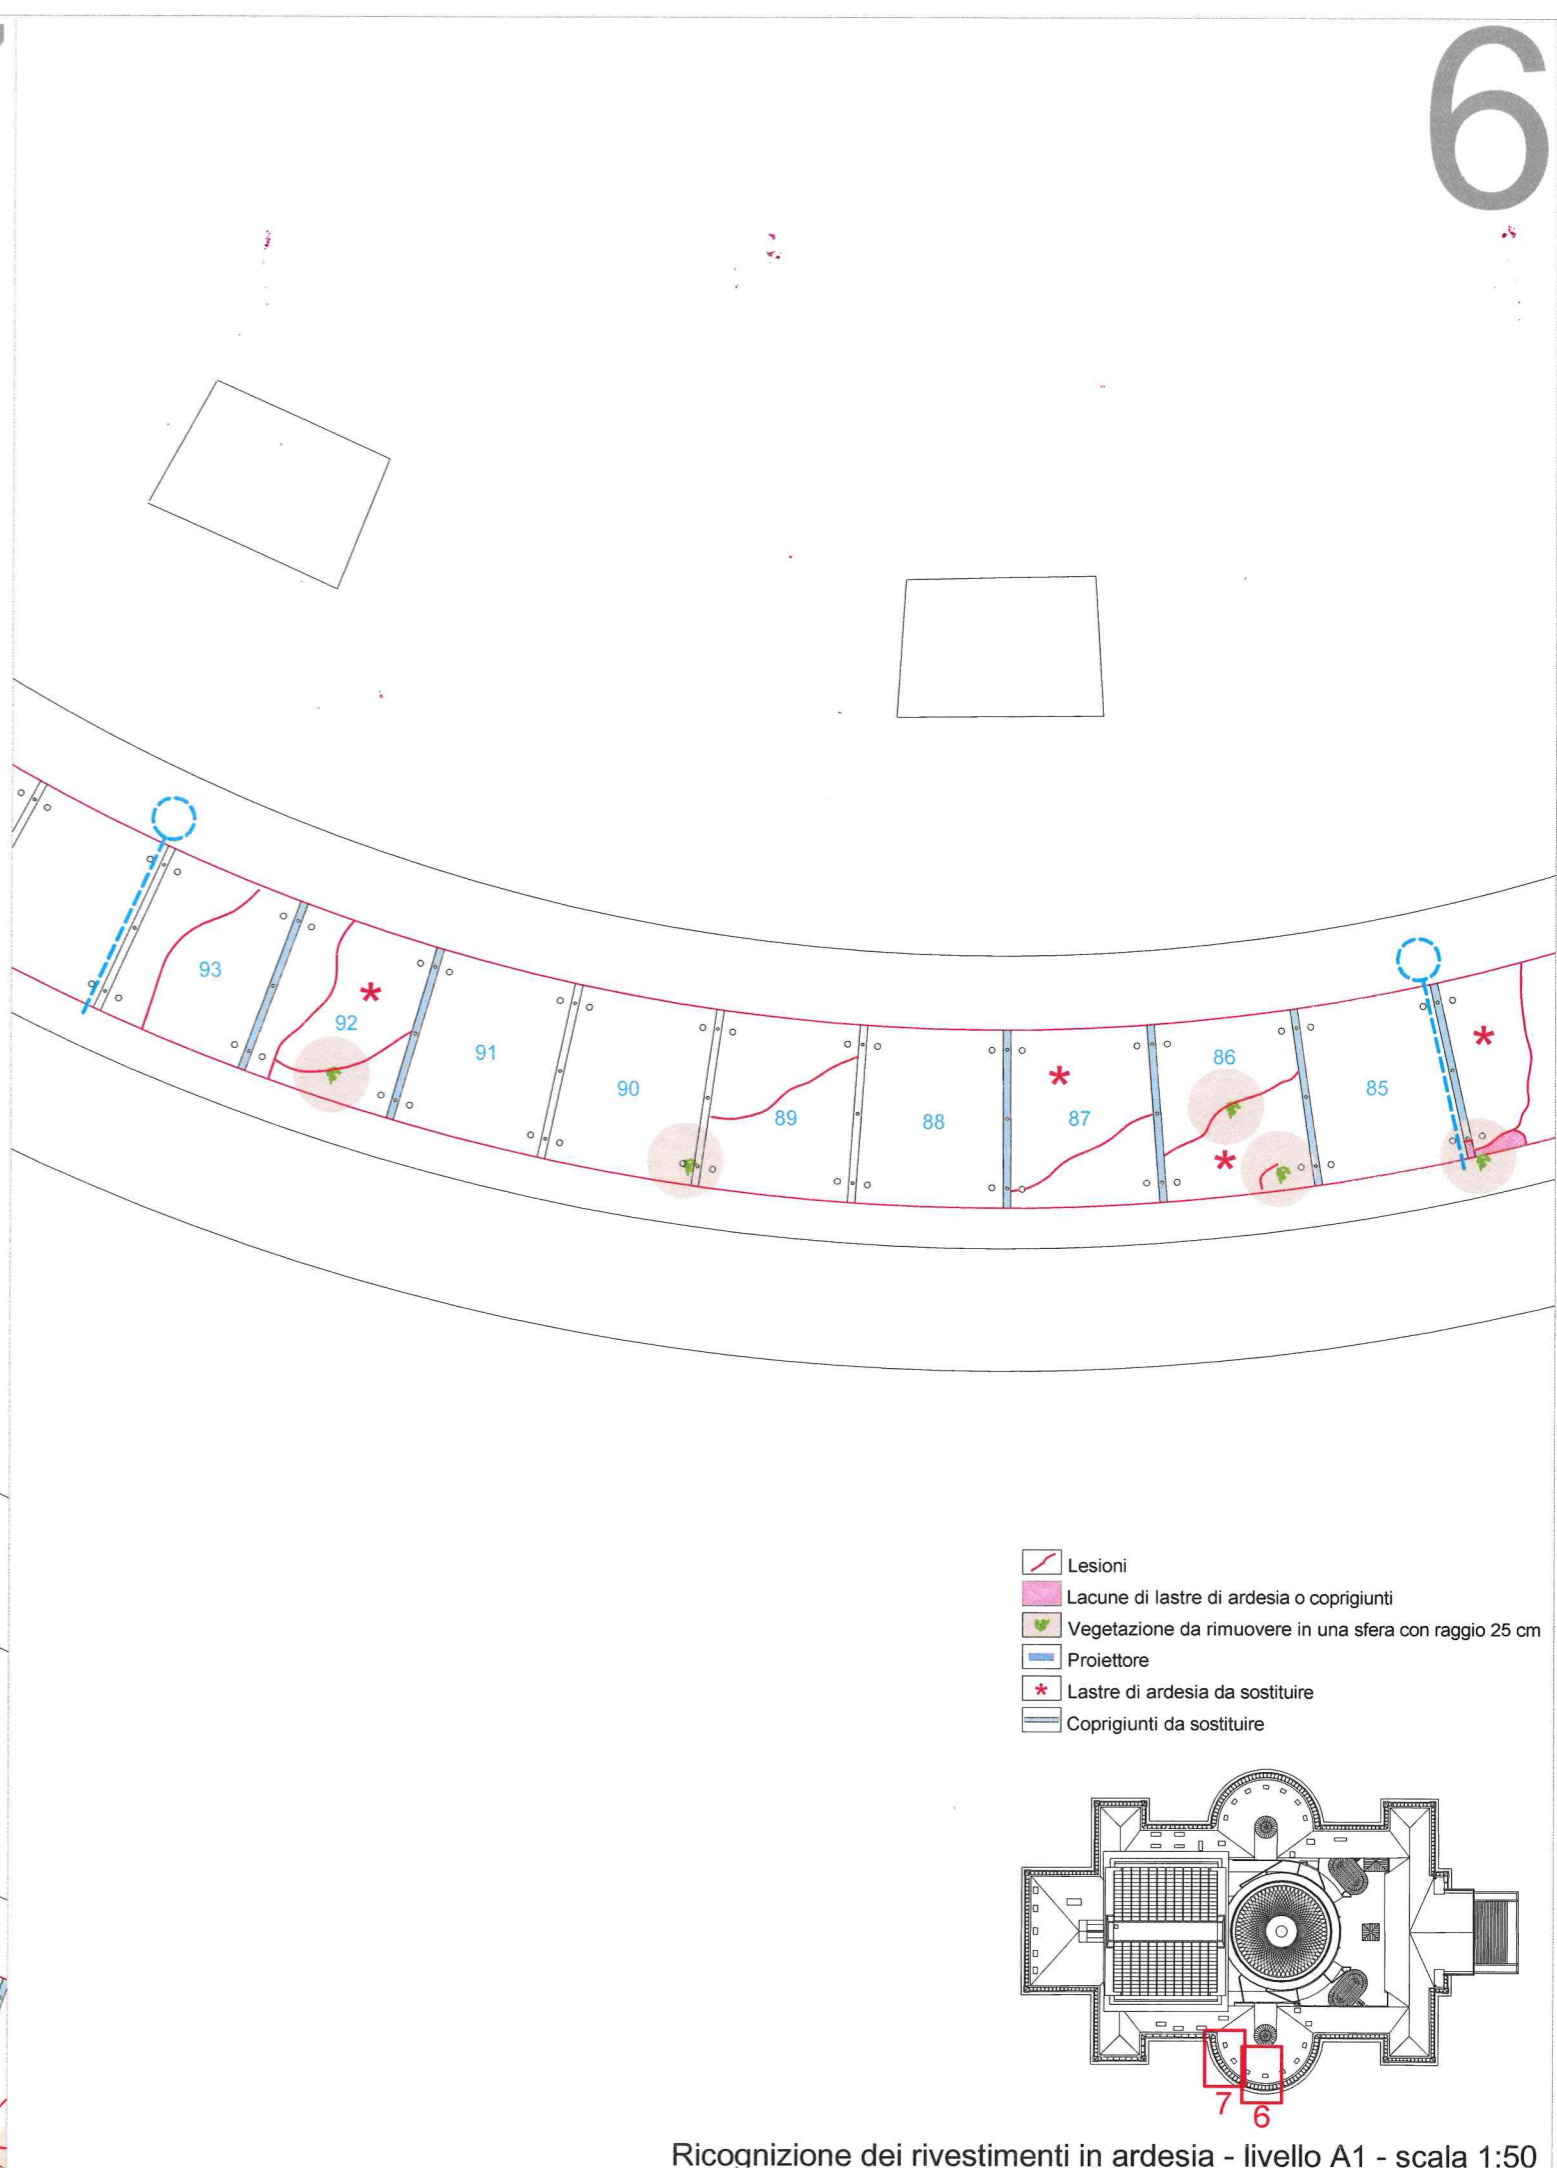 6
93
92
91
90
89
88
87
86
85
Lesioni
Lacune di lastre di ardesia o coprigiunti
Vegetazione da rimuovere in una sfera con raggio 25 cm
Proiettore
* Lastre di ardesia da sostituire
Coprigiunti da sostituire
7
6
Ricognizione dei rivestimenti in ardesia - livello A1 - scala 1:50